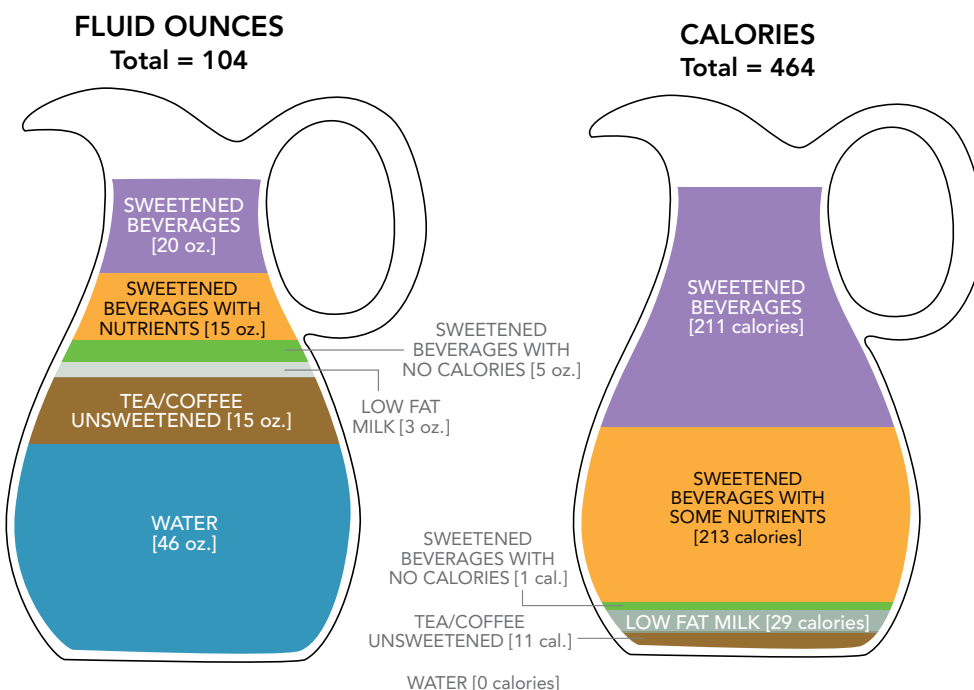 FLUID OUNCES
Total = 104
SWEETENED
BEVERAGES
[20 oz.]
SWEETENED
BEVERAGES WITH
NUTRIENTS [15 oz.]
SWEETENED
BEVERAGES WITH
NO CALORIES [5 oz.]
LOW FAT
MILK [3 oz.]
TEA/COFFEE
UNSWEETENED [15 oz.]
WATER
[46 oz.]
CALORIES
Total = 464
SWEETENED
BEVERAGES
[211 calories]
SWEETENED
BEVERAGES WITH
SOME NUTRIENTS
[213 calories]
SWEETENED
BEVERAGES WITH
NO CALORIES [1 cal.]
LOW FAT MILK [29 calories]
TEA/COFFEE
UNSWEETENED [11 cal.]
WATER [0 calories]